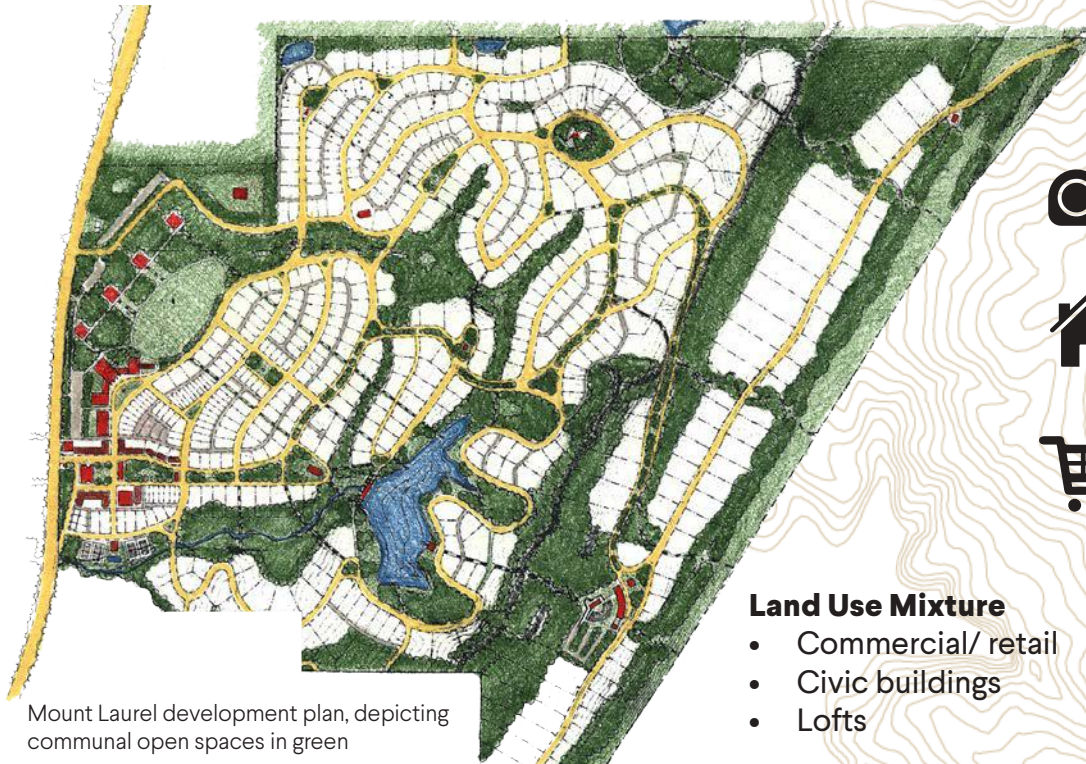 Land Use Mixture
• Commercial/ retail
• Civic buildings
• Lofts
Mount Laurel development plan, depicting
communal open spaces in green